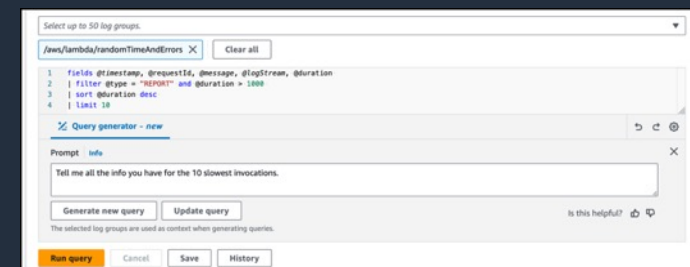 Select up to 50 log groups.
/aws/lambda/randomTimeAndErrors
Clear all
1 fields @timestamp, @requestId, @message, @logStream, @duration
2 | filter @type = "REPORT" and @duration > 1000
3 | sort @duration desc
4 | limit 10
Query generator - new
Prompt Info
Tell me all the info you have for the 10 slowest invocations.
Generate new query Update query Is this helpful?
The selected log groups are used as context when generating queries.
Run query Cancel Save History